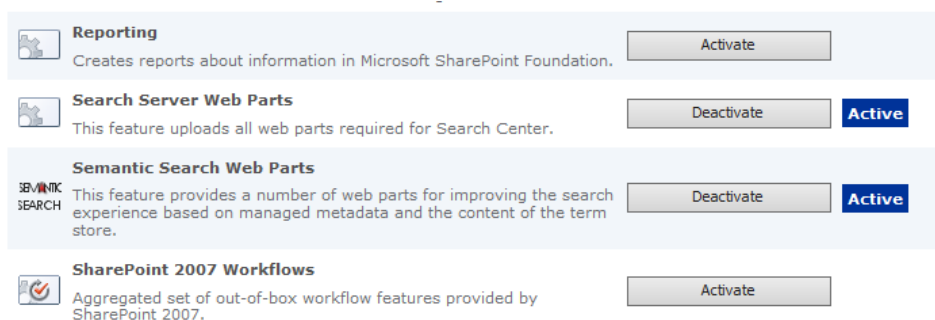 Reporting
Creates reports about information in Microsoft SharePoint Foundation.
Activate
Search Server Web Parts
This feature uploads all web parts required for Search Center.
Deactivate
Active
Semantic Search Web Parts
SEMANTIC
SEARCH
This feature provides a number of web parts for improving the search
experience based on managed metadata and the content of the term
store.
Deactivate
Active
SharePoint 2007 Workflows
Aggregated set of out-of-box workflow features provided by
SharePoint 2007.
Activate